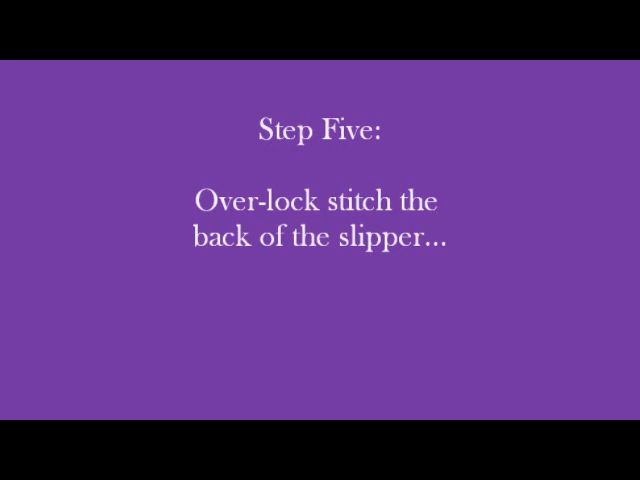 Step Five:
Over-lock stitch the
back of the slipper...